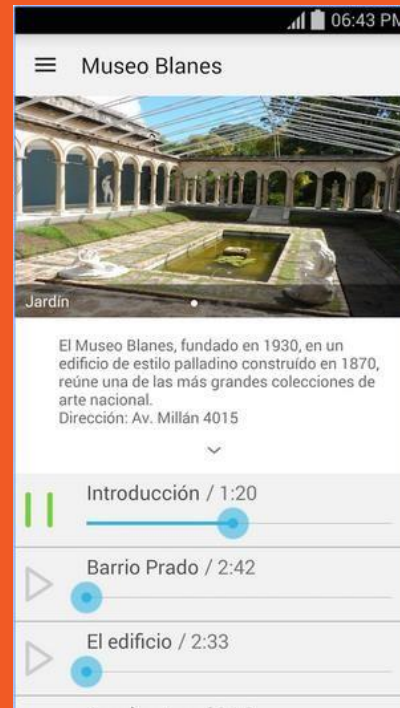 06:43 PM
Museo Blanes
Jardín
El Museo Blanes, fundado en 1930, en un
edificio de estilo palladino construído en 1870,
reúne una de las más grandes colecciones de
arte nacional.
Dirección: Av. Millán 4015
Introducción / 1:20
Barrio Prado / 2:42
El edificio / 2:33